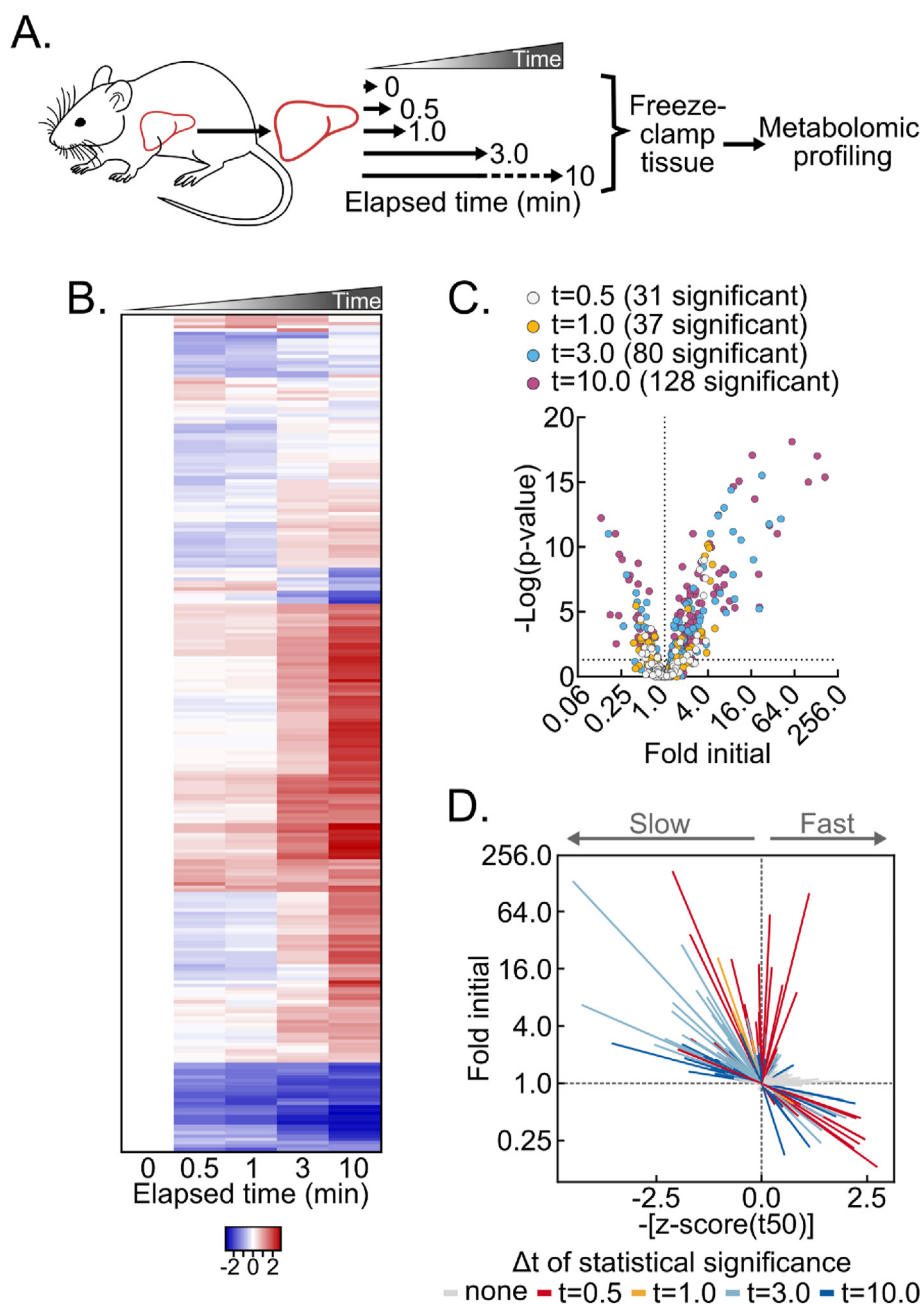 A.
Time
0
0.5
1.0
3.0
10
Elapsed time (min)
Freeze-
clamp
tissue
Metabolomic
profiling
B.
Time
0 0.5 1 3 10
Elapsed time (min)
-2 0 2
C.
t=0.5 (31 significant)
t=1.0 (37 significant)
t=3.0 (80 significant)
t=10.0 (128 significant)
20
15
10
5
0
-Log(p-value)
0.06 0.25 1.0 4.0 16.0 64.0 256.0
Fold initial
D.
Slow Fast
256.0
64.0
16.0
4.0
1.0
0.25
Fold initial
-2.5 0.0 2.5
-[z-score(t50)]
Δt of statistical significance
none t=0.5 t=1.0 t=3.0 t=10.0